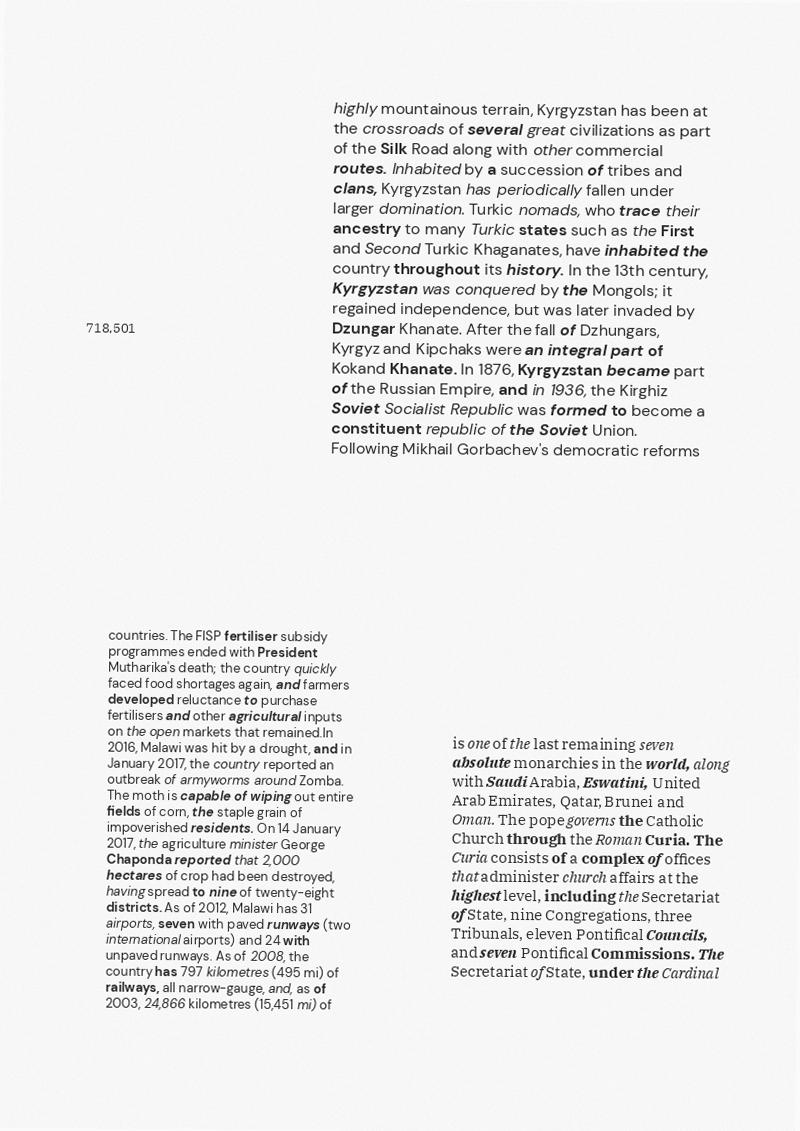 highly mountainous terrain, Kyrgyzstan has been at
the crossroads of several great civilizations as part
of the Silk Road along with other commercial
routes. Inhabited by a succession of tribes and
clans, Kyrgyzstan has periodically fallen under
larger domination. Turkic nomads, who trace their
ancestry to many Turkic states such as the First
and Second Turkic Khaganates, have inhabited the
country throughout its history. In the 13th century,
Kyrgyzstan was conquered by the Mongols; it
regained independence, but was later invaded by
Dzungar Khanate. After the fall of Dzhungars,
Kyrgyz and Kipchaks were an integral part of
Kokand Khanate. In 1876, Kyrgyzstan became part
of the Russian Empire, and in 1936, the Kirghiz
Soviet Socialist Republic was formed to become a
constituent republic of the Soviet Union.
Following Mikhail Gorbachev's democratic reforms
718,501
countries. The FISP fertiliser subsidy
programmes ended with President
Mutharika's death; the country quickly
faced food shortages again, and farmers
developed reluctance to purchase
fertilisers and other agricultural inputs
on the open markets that remained.In
2016, Malawi was hit by a drought, and in
January 2017, the country reported an
outbreak of armyworms around Zomba.
The moth is capable of wiping out entire
fields of corn, the staple grain of
impoverished residents. On 14 January
2017, the agriculture minister George
Chaponda reported that 2,000
hectares of crop had been destroyed,
having spread to nine of twenty-eight
districts. As of 2012, Malawi has 31
airports, seven with paved runways (two
international airports) and 24 with
unpaved runways. As of 2008, the
country has 797 kilometres (495 mi) of
railways, all narrow-gauge, and, as of
2003, 24,866 kilometres (15,451 mi) of
is one of the last remaining seven
absolute monarchies in the world, along
with Saudi Arabia, Eswatini, United
Arab Emirates, Qatar, Brunei and
Oman. The pope governs the Catholic
Church through the Roman Curia. The
Curia consists of a complex of offices
that administer church affairs at the
highest level, including the Secretariat
of State, nine Congregations, three
Tribunals, eleven Pontifical Councils,
and seven Pontifical Commissions. The
Secretariat of State, under the Cardinal